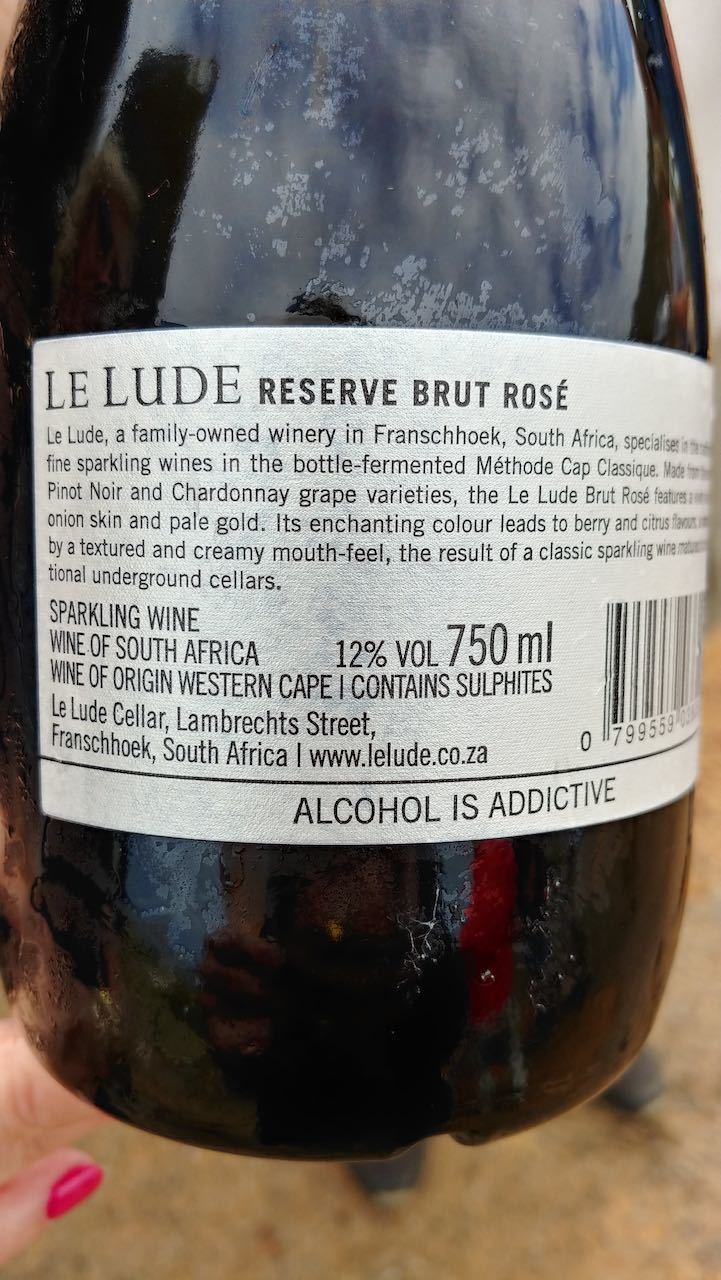 LE LUDE RESERVE BRUT ROSÉ
Le Lude, a family-owned winery in Franschhoek, South Africa, specialises in the
fine sparkling wines in the bottle-fermented Méthode Cap Classique. Made from
Pinot Noir and Chardonnay grape varieties, the Le Lude Brut Rosé features a
onion skin and pale gold. Its enchanting colour leads to berry and citrus flavours,
by a textured and creamy mouth-feel, the result of a classic sparkling wine
tional underground cellars.
SPARKLING WINE
WINE OF SOUTH AFRICA 12% VOL 750 ml
WINE OF ORIGIN WESTERN CAPE | CONTAINS SULPHITES
Le Lude Cellar, Lambrechts Street,
Franschhoek, South Africa | www.lelude.co.za
0 799559
ALCOHOL IS ADDICTIVE